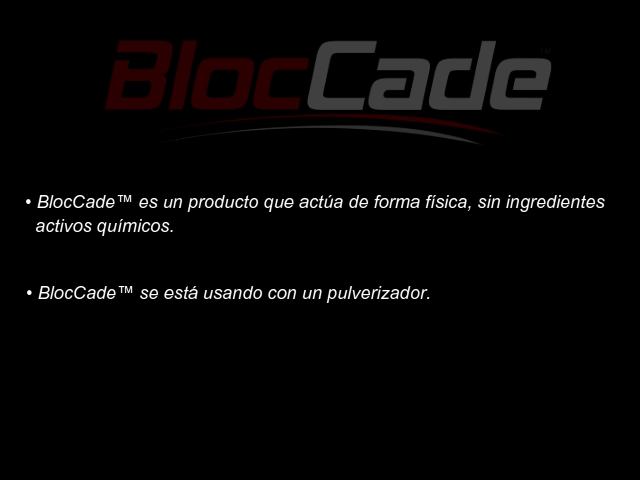 BlocCade™
• BlocCade™ es un producto que actúa de forma física, sin ingredientes
activos químicos.
• BlocCade™ se está usando con un pulverizador.